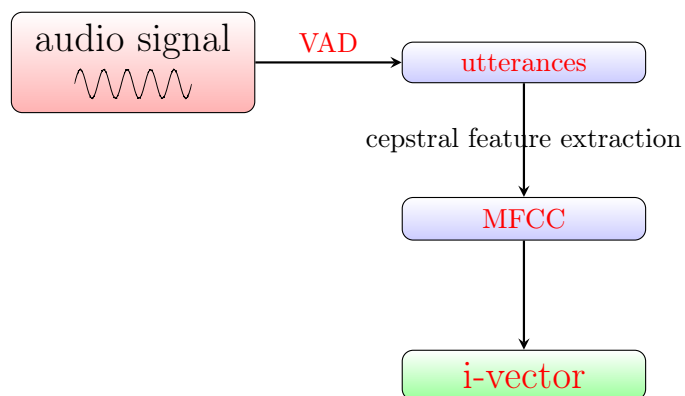 audio signal
VAD
utterances
cepstral feature extraction
MFCC
i-vector